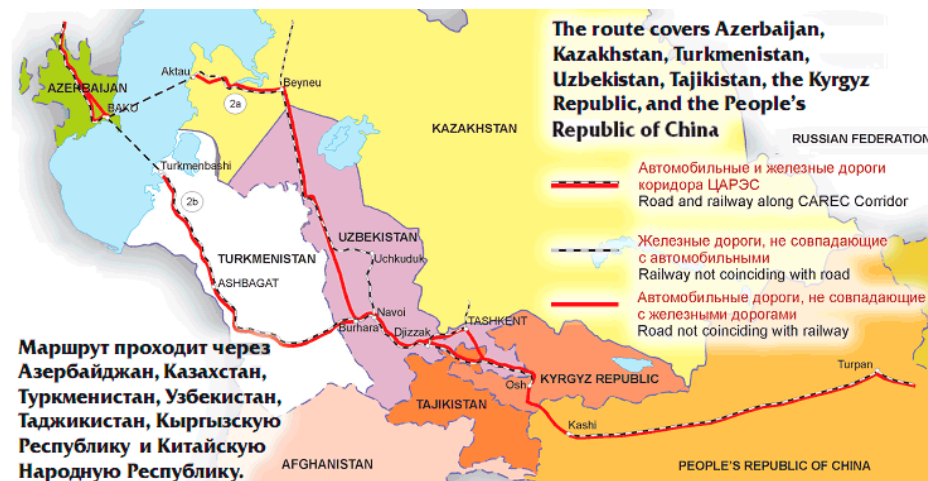 The route covers Azerbaijan,
Kazakhstan, Turkmenistan,
Uzbekistan, Tajikistan, the Kyrgyz
Republic, and the People's
Republic of China
RUSSIAN FEDERATION
Автомобильные и железные дороги
коридора ЦАРЭС
Road and railway along CAREC Corridor
Железные дороги, не совпадающие
с автомобильными
Railway not coinciding with road
Автомобильные дороги, не совпадающие
с железными дорогами
Road not coinciding with railway
AZERBAIJAN
BAKO
Aktau
2a
Beyneu
KAZAKHSTAN
Turkmenbashi
2b
UZBEKISTAN
Uchkuduk
TURKMENISTAN
ASHBAGAT
Navoi
Burhara
Djizzak
TASHKENT
Osh
KYRGYZ REPUBLIC
Turpan
TAJIKISTAN
Kashi
AFGHANISTAN
PEOPLE'S REPUBLIC OF CHINA
Маршрут проходит через
Азербайджан, Казахстан,
Туркменистан, Узбекистан,
Таджикистан, Кыргызскую
Республику и Китайскую
Народную Республику.